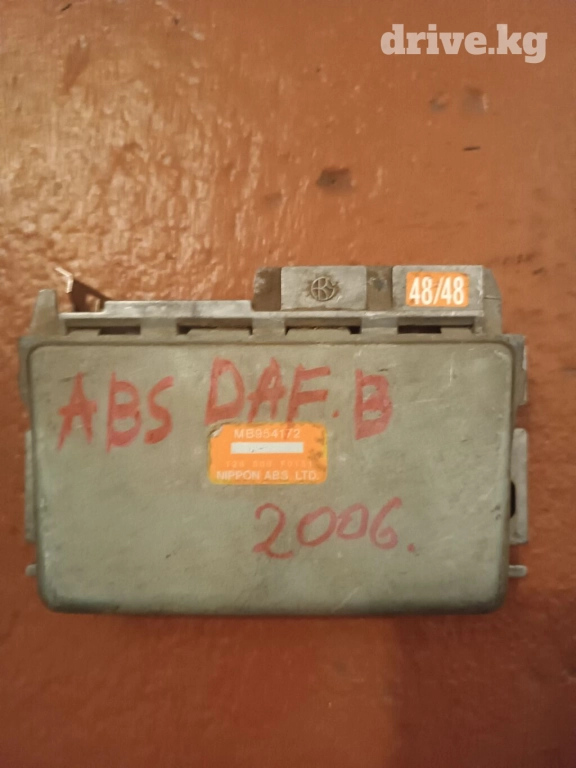 drive.kg
48/48
ABS DAF.B
MB954172
NIPPON ABS, LTD.
2006.